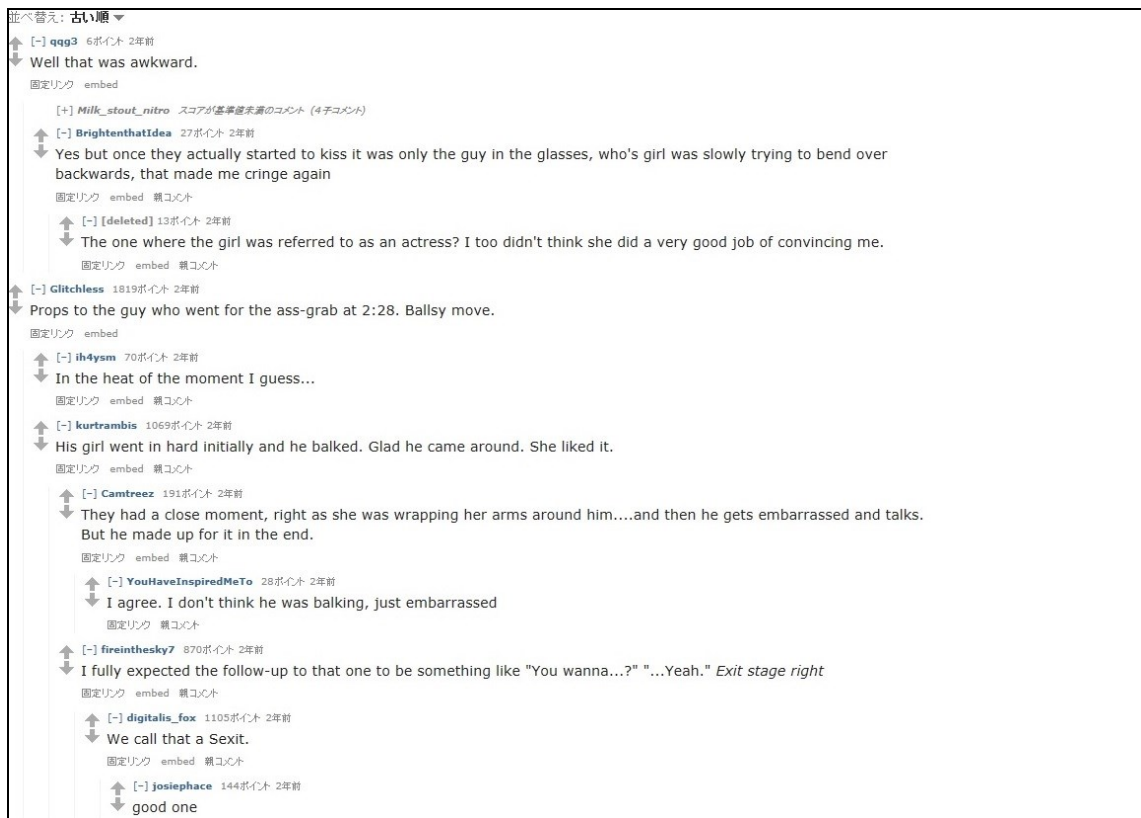 並べ替え: 古い順
[–] qqg3 6ポイント 2年前
Well that was awkward.
固定リンク embed
[+] Milk_stout_nitro スコアが基準値未満のコメント (4子コメント)
[–] BrightenthatIdea 27ポイント 2年前
Yes but once they actually started to kiss it was only the guy in the glasses, who's girl was slowly trying to bend over
backwards, that made me cringe again
固定リンク embed 親コメント
[–] [deleted] 13ポイント 2年前
The one where the girl was referred to as an actress? I too didn't think she did a very good job of convincing me.
固定リンク embed 親コメント
[–] Glitchless 1819ポイント 2年前
Props to the guy who went for the ass-grab at 2:28. Ballsy move.
固定リンク embed
[–] ih4ysm 70ポイント 2年前
In the heat of the moment I guess...
固定リンク embed 親コメント
[–] kurtrambis 1069ポイント 2年前
His girl went in hard initially and he balked. Glad he came around. She liked it.
固定リンク embed 親コメント
[–] Camtreez 191ポイント 2年前
They had a close moment, right as she was wrapping her arms around him....and then he gets embarrassed and talks.
But he made up for it in the end.
固定リンク embed 親コメント
[–] YouHaveInspiredMeTo 28ポイント 2年前
I agree. I don't think he was balking, just embarrassed
固定リンク 親コメント
[–] fireinthesky7 870ポイント 2年前
I fully expected the follow-up to that one to be something like "You wanna...?" "...Yeah." Exit stage right
固定リンク embed 親コメント
[–] digitalis_fox 1105ポイント 2年前
We call that a Sexit.
固定リンク embed 親コメント
[–] josiephace 144ポイント 2年前
good one